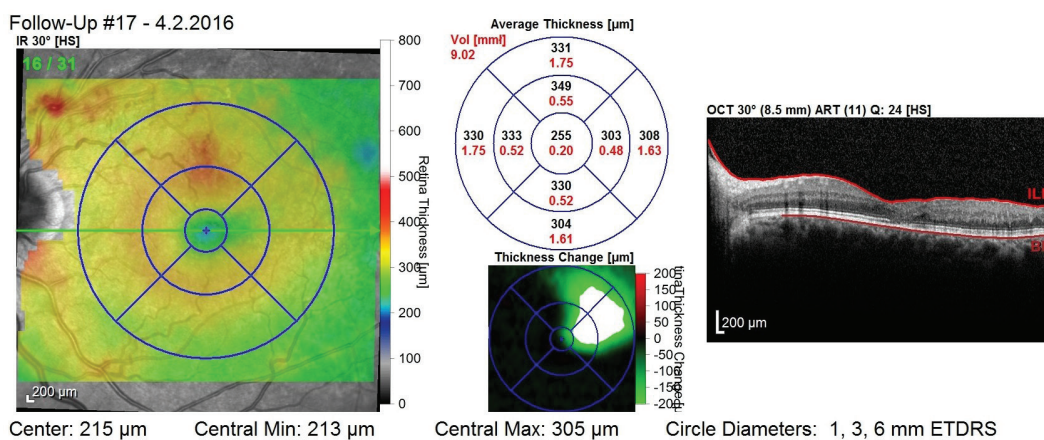 Follow-Up #17 - 4.2.2016
IR 30° [HS]
16 / 31
200 µm
800
700
600
500
400
300
200
100
0
Retina Thickness [µm]
Average Thickness [µm]
Vol [mmł]
9.02
331
1.75
349
0.55
330 333 255 303 308
1.75 0.52 0.20 0.48 1.63
330
0.52
304
1.61
Thickness Change [µm]
200
150
100
50
0
-50
-100
-150
-200
OCT 30° (8.5 mm) ART (11) Q: 24 [HS]
200 µm
Center: 215 µm Central Min: 213 µm Central Max: 305 µm Circle Diameters: 1, 3, 6 mm ETDRS